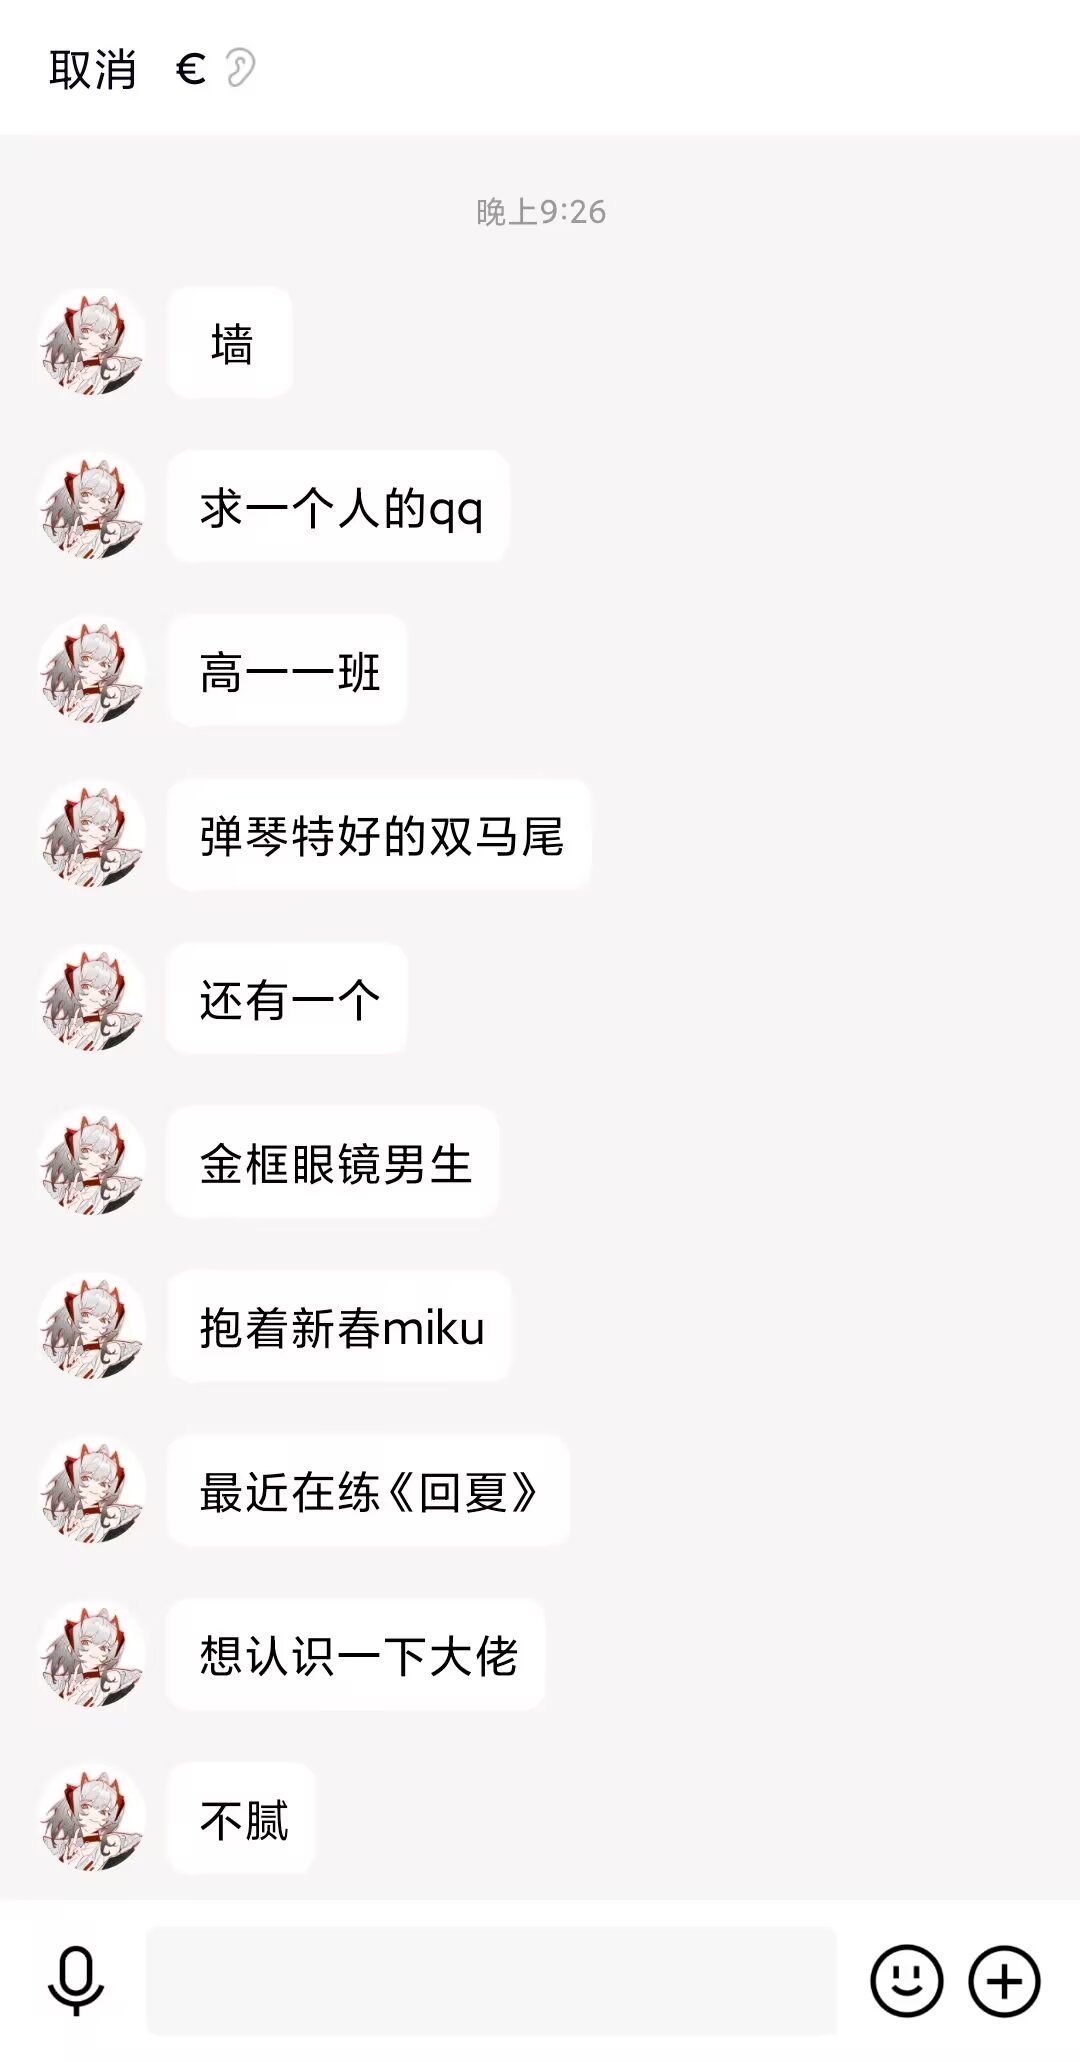 取消 €
晚上9:26
墙
求一个人的qq
高一一班
弹琴特好的双马尾
还有一个
金框眼镜男生
抱着新春miku
最近在练《回夏》
想认识一下大佬
不腻